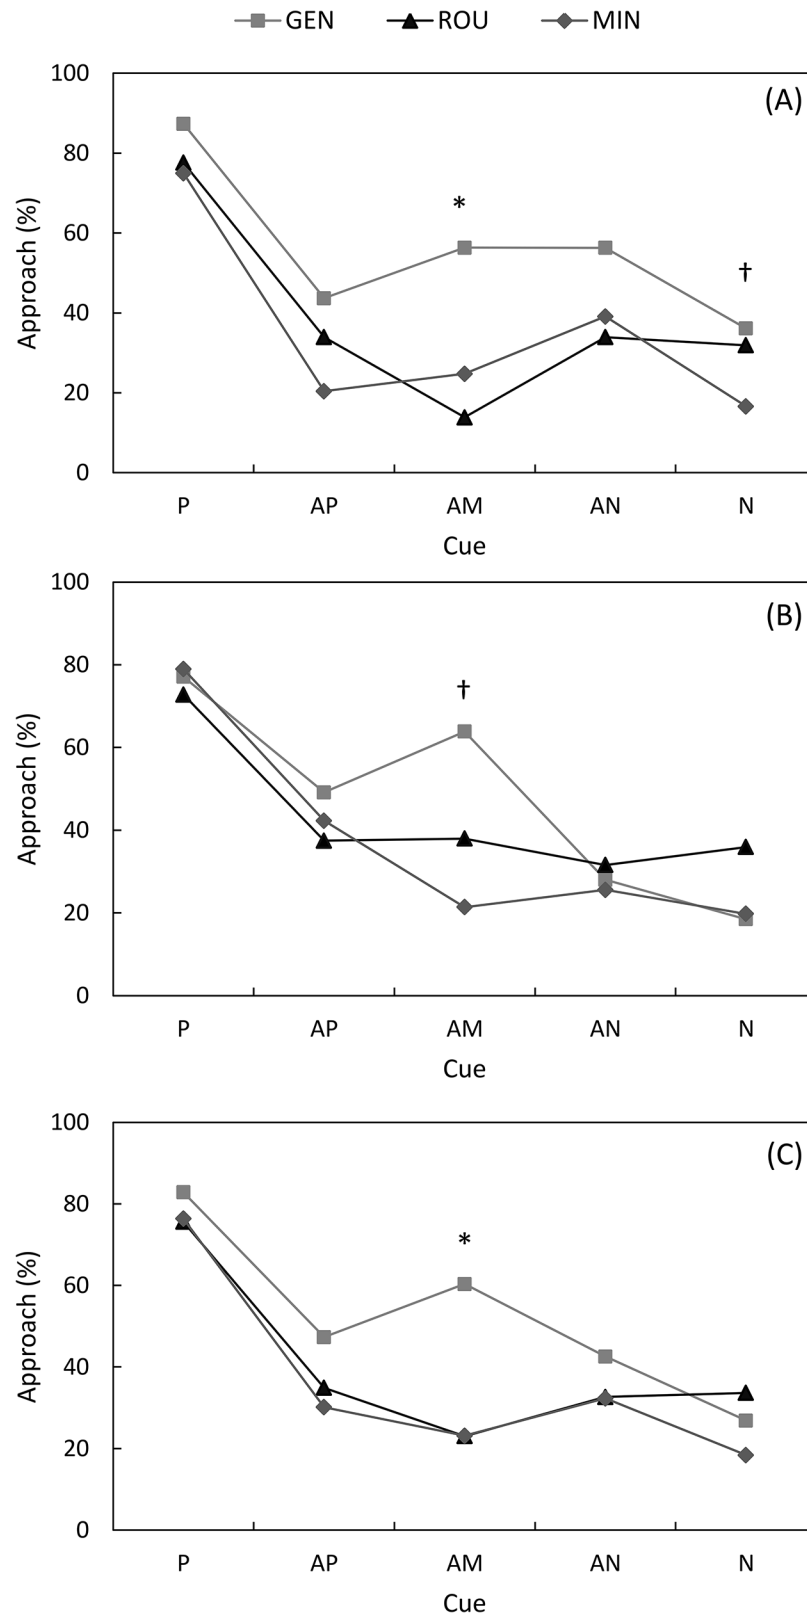 GEN ROU MIN
(A)
100
80
60
40
20
0
Approach (%)
*
†
P AP AM AN N
Cue
(B)
100
80
60
40
20
0
Approach (%)
†
P AP AM AN N
Cue
(C)
100
80
60
40
20
0
Approach (%)
*
P AP AM AN N
Cue